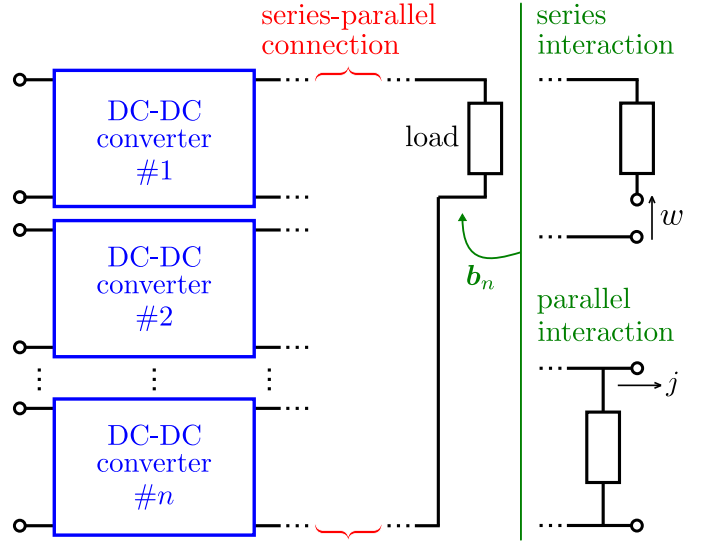 series-parallel
connection
series
interaction
DC-DC
converter
#1
load
w
DC-DC
converter
#2
b_n
parallel
interaction
j
DC-DC
converter
#n